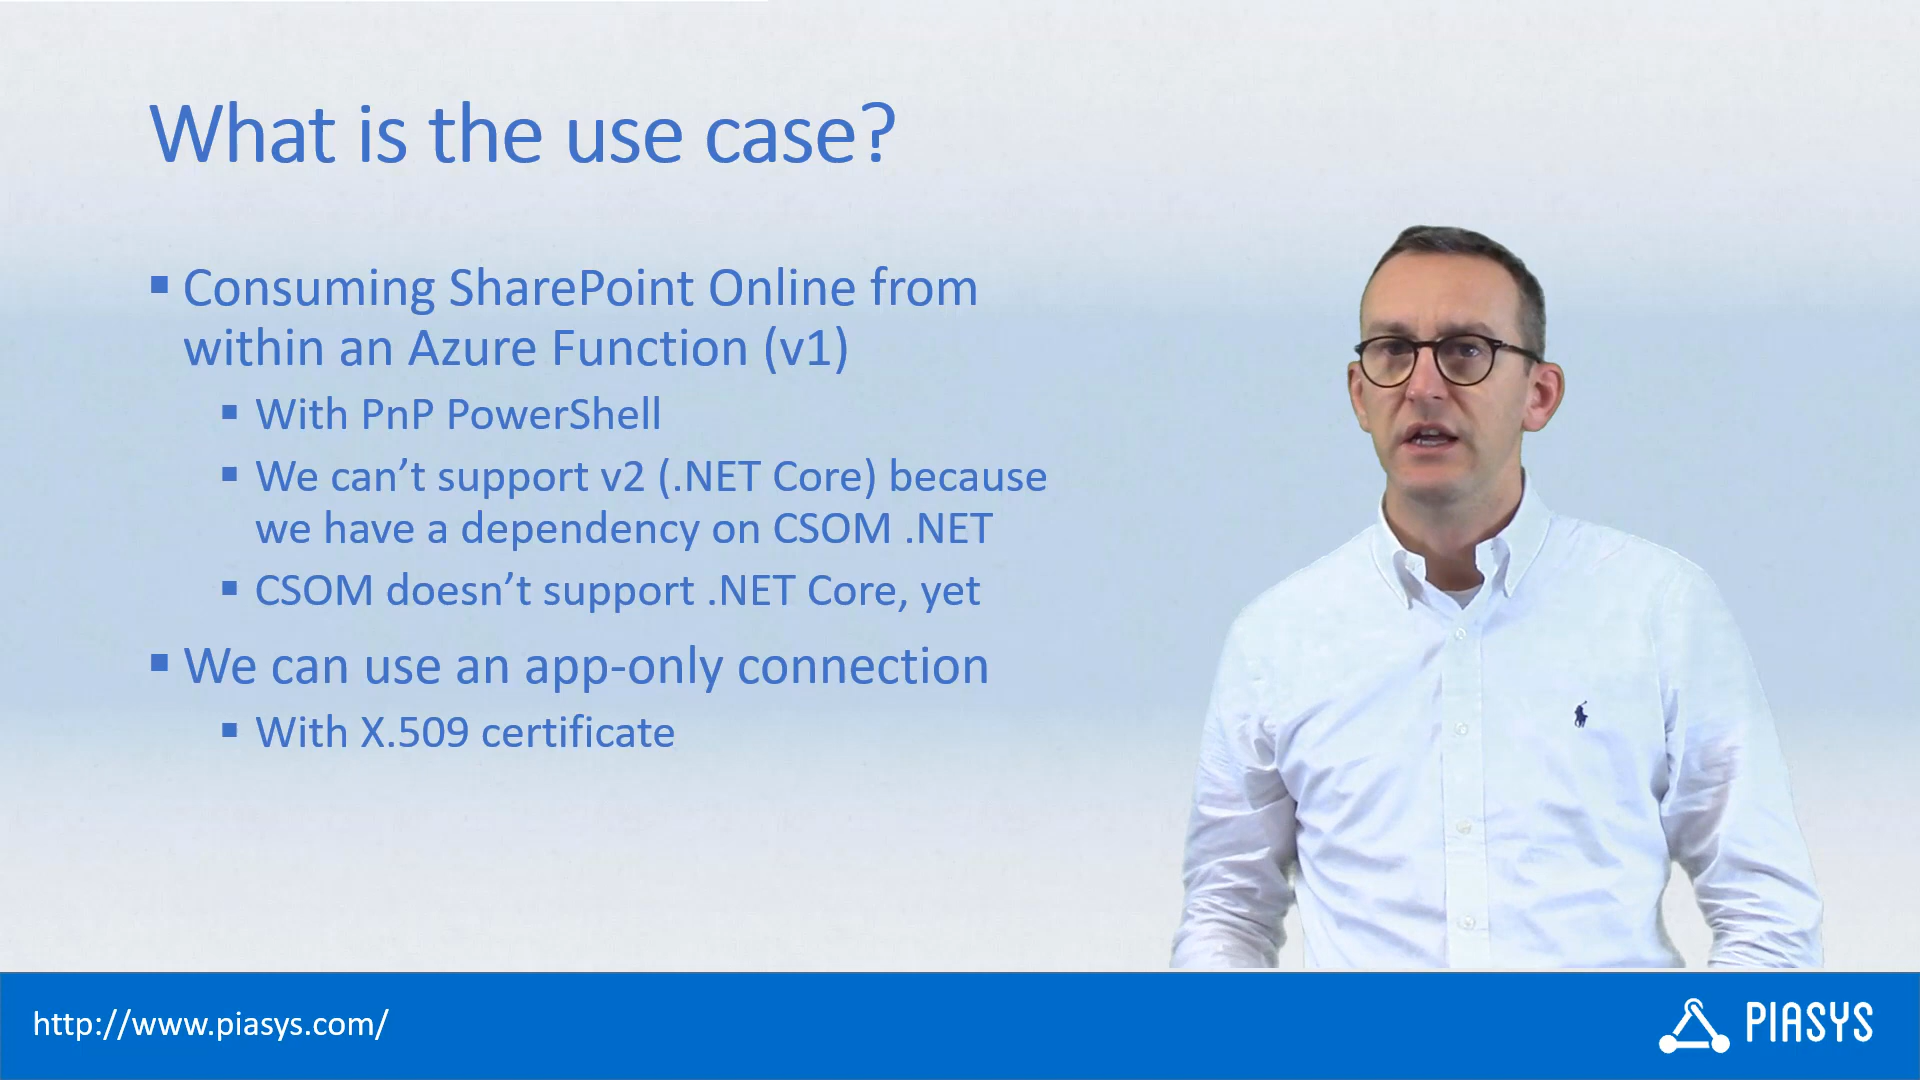 What is the use case?
▪ Consuming SharePoint Online from
within an Azure Function (v1)
▪ With PnP PowerShell
▪ We can’t support v2 (.NET Core) because
we have a dependency on CSOM .NET
▪ CSOM doesn’t support .NET Core, yet
▪ We can use an app-only connection
▪ With X.509 certificate
http://www.piasys.com/
PIASYS